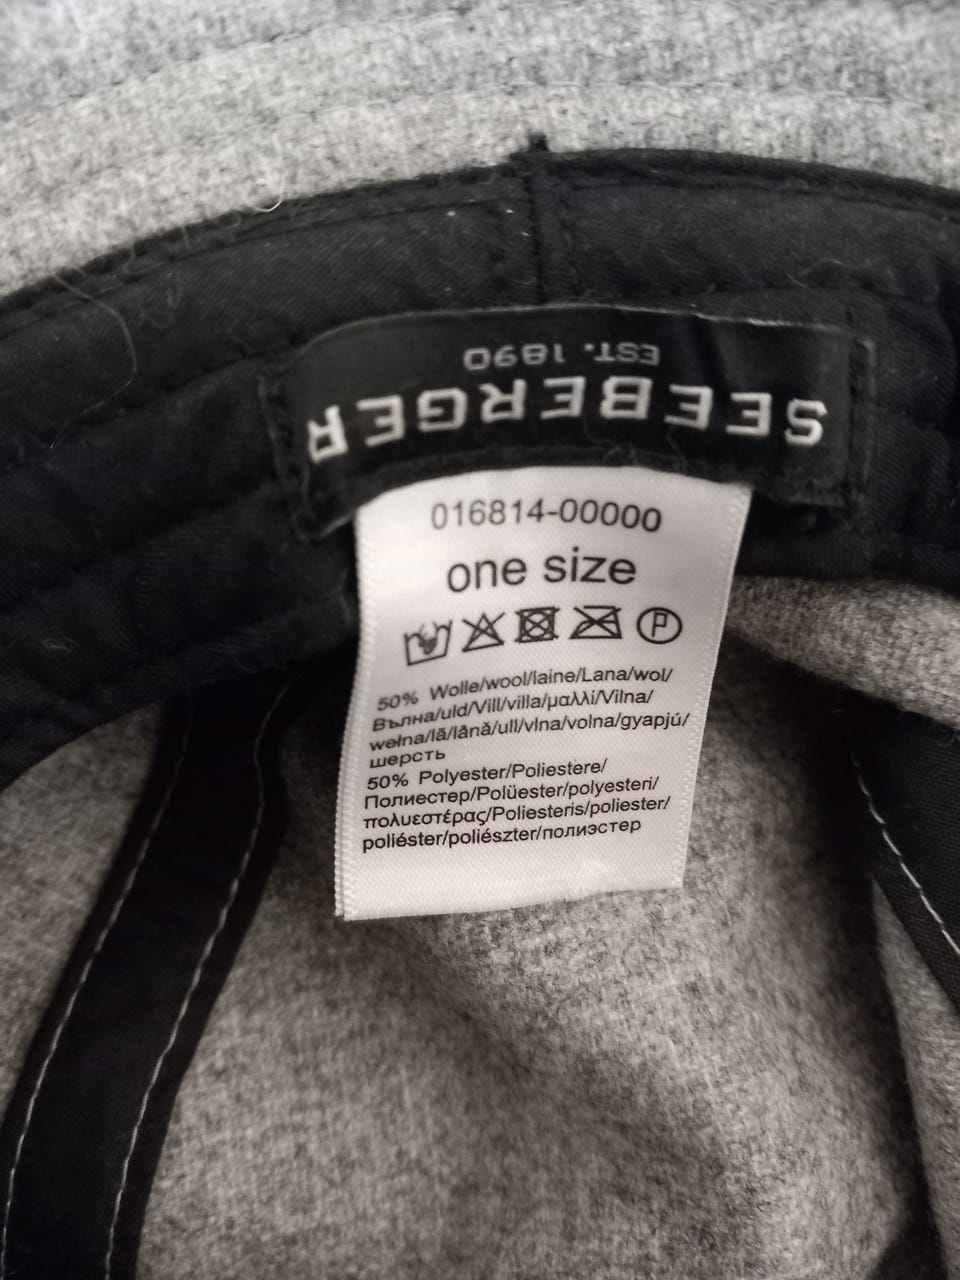 EST. 1890
SEEBERGER
016814-00000
one size
P
50% Wolle/wool/laine/Lana/wol/
Вълна/uld/Vill/villa/μαλλί/Vilna/
wełna/lã/lână/ull/vlna/volna/gyapjú/
шерсть
50% Polyester/Poliestere/
Полиестер/Polüester/polyesteri/
πολυεστέρας/Poliesteris/poliester/
poliéster/poliészter/полиэстер